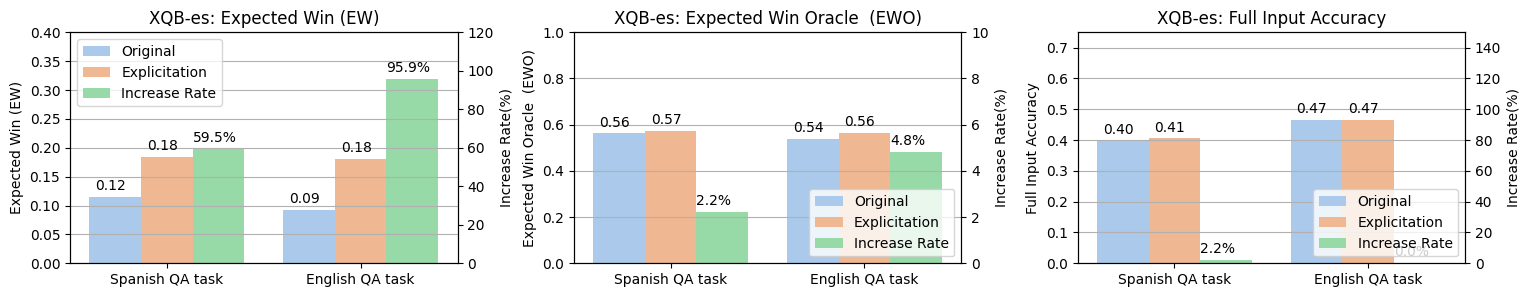 XQB-es: Expected Win (EW)
Expected Win (EW)
0.40
0.35
0.30
0.25
0.20
0.15
0.10
0.05
0.00
Original
Explicitation
Increase Rate
0.12
0.18
59.5%
0.09
0.18
95.9%
120
100
80
60
40
20
0
Increase Rate(%)
Spanish QA task
English QA task
XQB-es: Expected Win Oracle  (EWO)
Expected Win Oracle  (EWO)
1.0
0.8
0.6
0.4
0.2
0.0
0.56
0.57
2.2%
0.54
0.56
4.8%
Original
Explicitation
Increase Rate
10
8
6
4
2
0
Increase Rate(%)
Spanish QA task
English QA task
XQB-es: Full Input Accuracy
Full Input Accuracy
0.7
0.6
0.5
0.4
0.3
0.2
0.1
0.0
0.40
0.41
2.2%
0.47
0.47
0.0%
Original
Explicitation
Increase Rate
140
120
100
80
60
40
20
0
Increase Rate(%)
Spanish QA task
English QA task